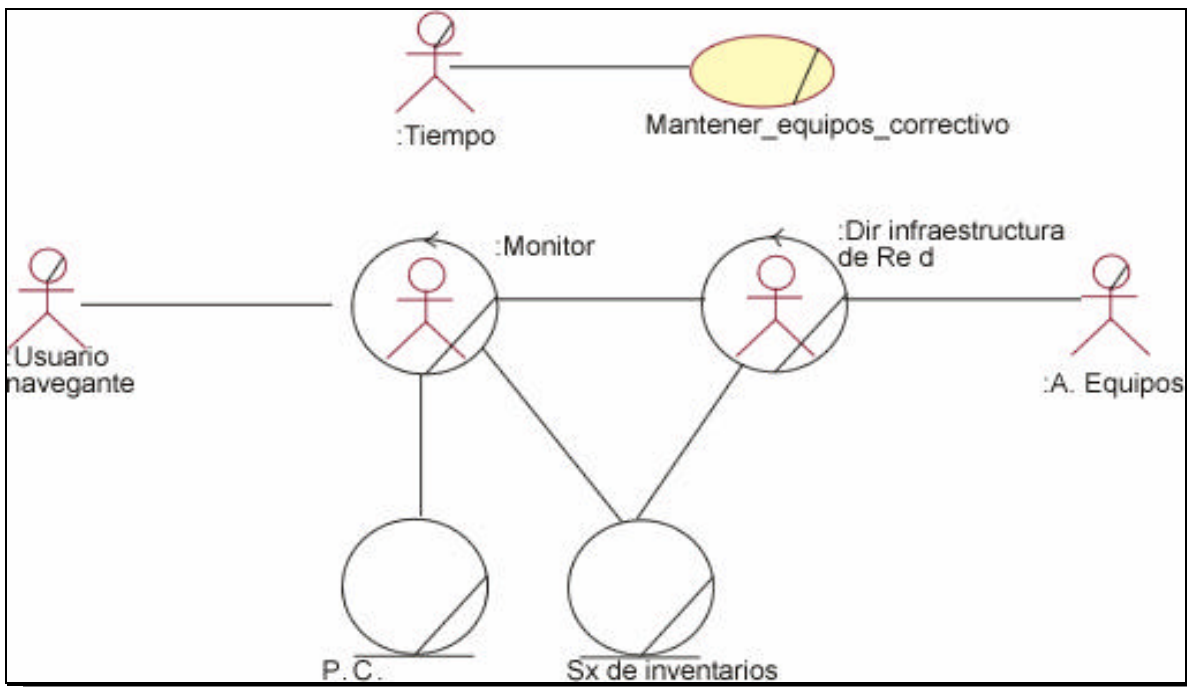 :Tiempo
Mantener_equipos_correctivo
:Monitor
:Dir infraestructura
de Re d
:Usuario
navegante
:A. Equipos
P. C.
Sx de inventarios